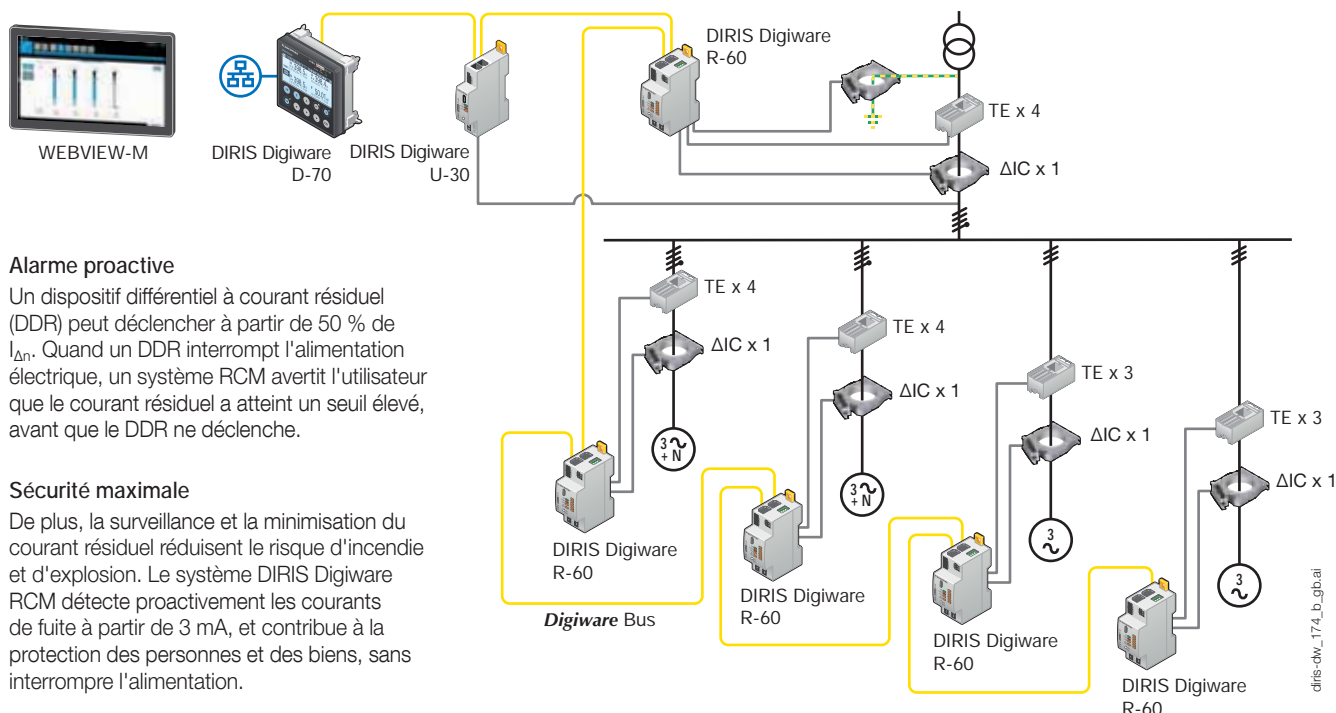 DIRIS Digiware
R-60
TE x 4
ΔIC x 1
WEBVIEW-M
DIRIS Digiware
D-70
DIRIS Digiware
U-30
Alarme proactive
Un dispositif différentiel à courant résiduel
(DDR) peut déclencher à partir de 50 % de
IΔn. Quand un DDR interrompt l'alimentation
électrique, un système RCM avertit l'utilisateur
que le courant résiduel a atteint un seuil élevé,
avant que le DDR ne déclenche.
Sécurité maximale
De plus, la surveillance et la minimisation du
courant résiduel réduisent le risque d'incendie
et d'explosion. Le système DIRIS Digiware
RCM détecte proactivement les courants
de fuite à partir de 3 mA, et contribue à la
protection des personnes et des biens, sans
interrompre l'alimentation.
TE x 4
ΔIC x 1
3
+ N
DIRIS Digiware
R-60
Digiware Bus
TE x 4
ΔIC x 1
3
+ N
DIRIS Digiware
R-60
TE x 3
ΔIC x 1
3
DIRIS Digiware
R-60
TE x 3
ΔIC x 1
3
DIRIS Digiware
R-60
diris-dw_174_b_gb.ai